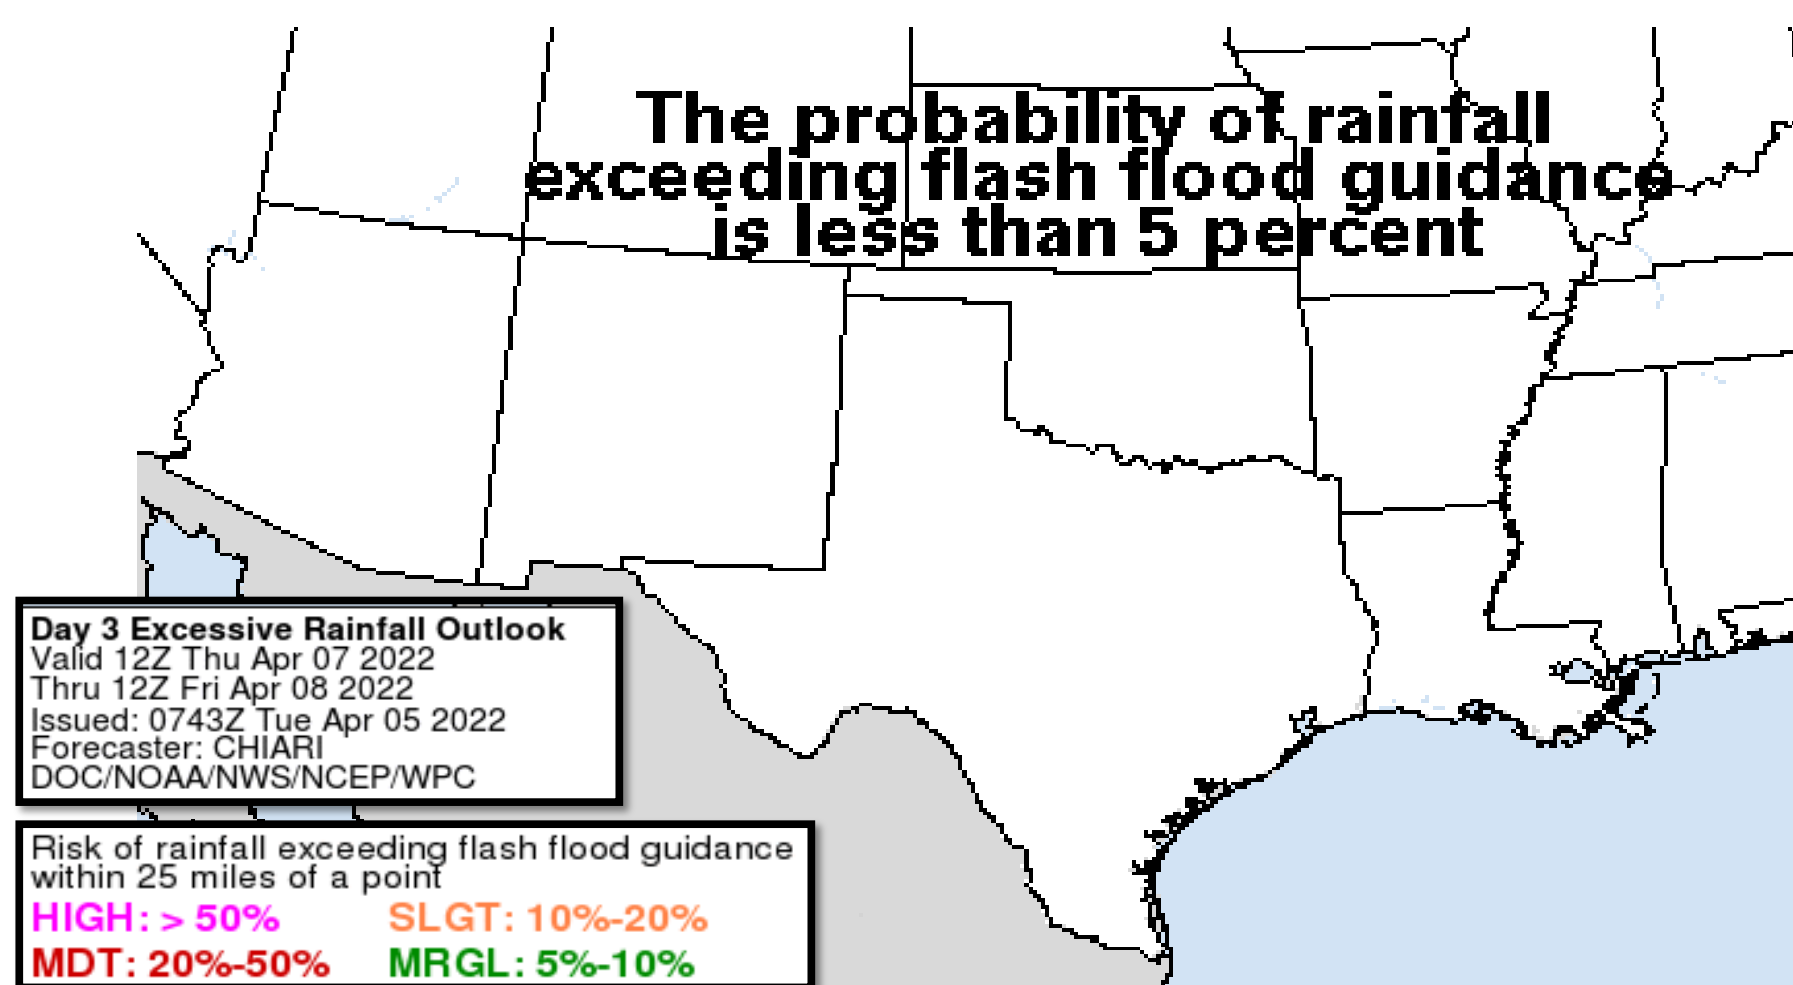 The probability of rainfall
exceeding flash flood guidance
is less than 5 percent
Day 3 Excessive Rainfall Outlook
Valid 12Z Thu Apr 07 2022
Thru 12Z Fri Apr 08 2022
Issued: 0743Z Tue Apr 05 2022
Forecaster: CHIARI
DOC/NOAA/NWS/NCEP/WPC
Risk of rainfall exceeding flash flood guidance
within 25 miles of a point
HIGH: > 50% SLGT: 10%-20%
MDT: 20%-50% MRGL: 5%-10%